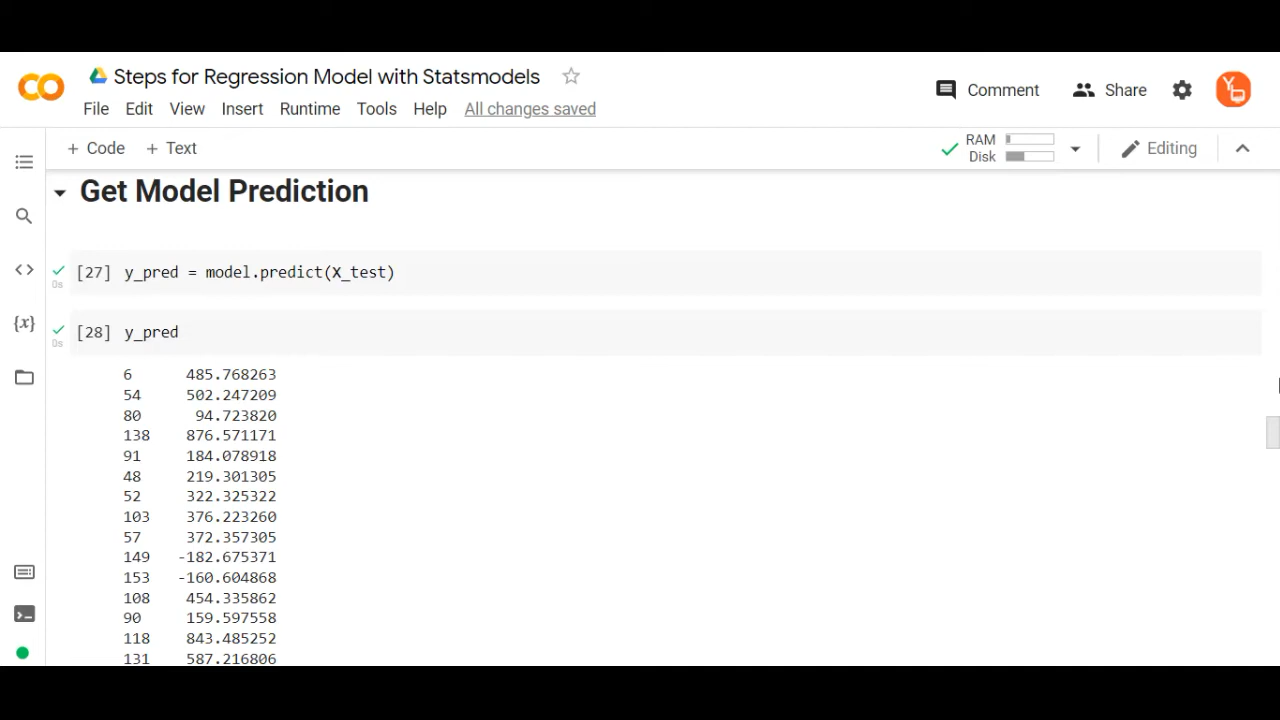 Steps for Regression Model with Statsmodels
File Edit View Insert Runtime Tools Help All changes saved
Comment Share
+ Code + Text
RAM
Disk
Editing
Get Model Prediction
[27] y_pred = model.predict(X_test)
0s
[28] y_pred
0s
6 485.768263
54 502.247209
80 94.723820
138 876.571171
91 184.078918
48 219.301305
52 322.325322
103 376.223260
57 372.357305
149 -182.675371
153 -160.604868
108 454.335862
90 159.597558
118 843.485252
131 587.216806